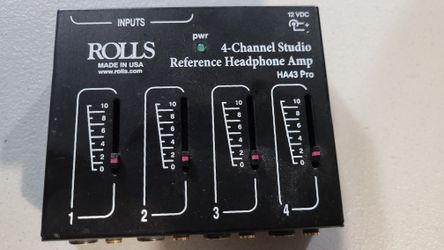 INPUTS
12 VDC
- +
ROLLS
MADE IN USA
www.rolls.com
pwr
4-Channel Studio
Reference Headphone Amp
HA43 Pro
10 10 10 10
8 8 8 8
6 6 6 6
4 4 4 4
2 2 2 2
0 0 0 0
1 2 3 4